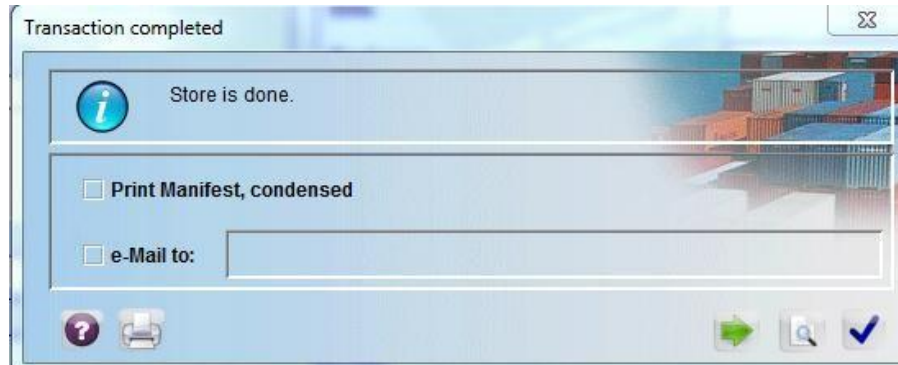 Transaction completed
Store is done.
Print Manifest, condensed
e-Mail to: